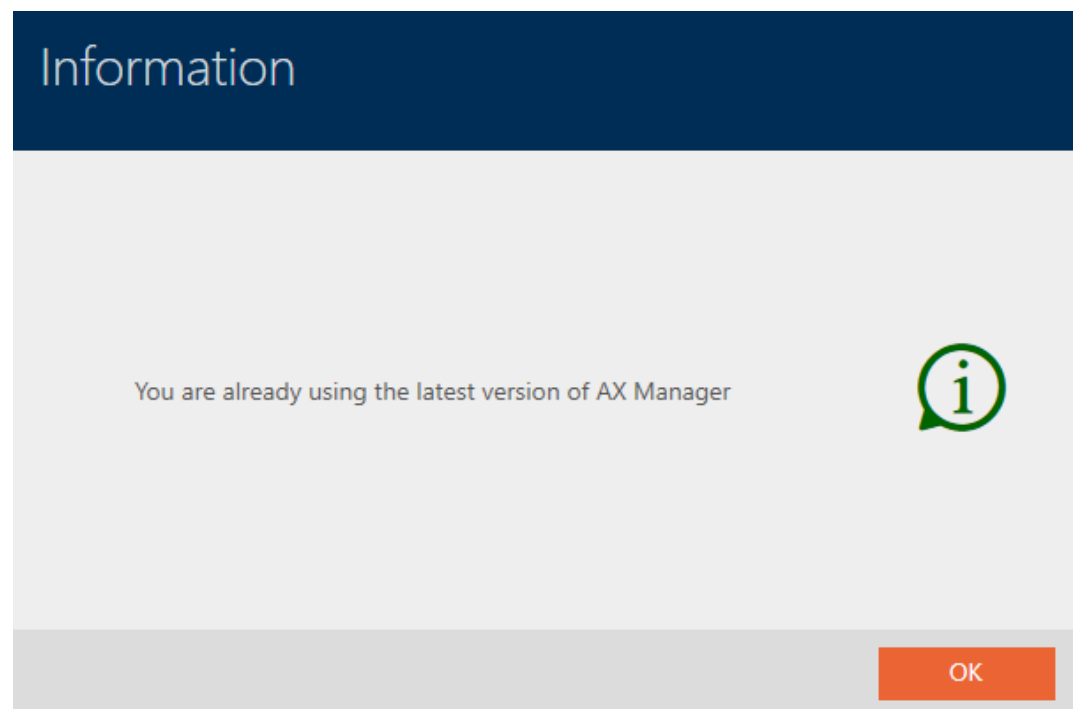 Information
You are already using the latest version of AX Manager
i
OK